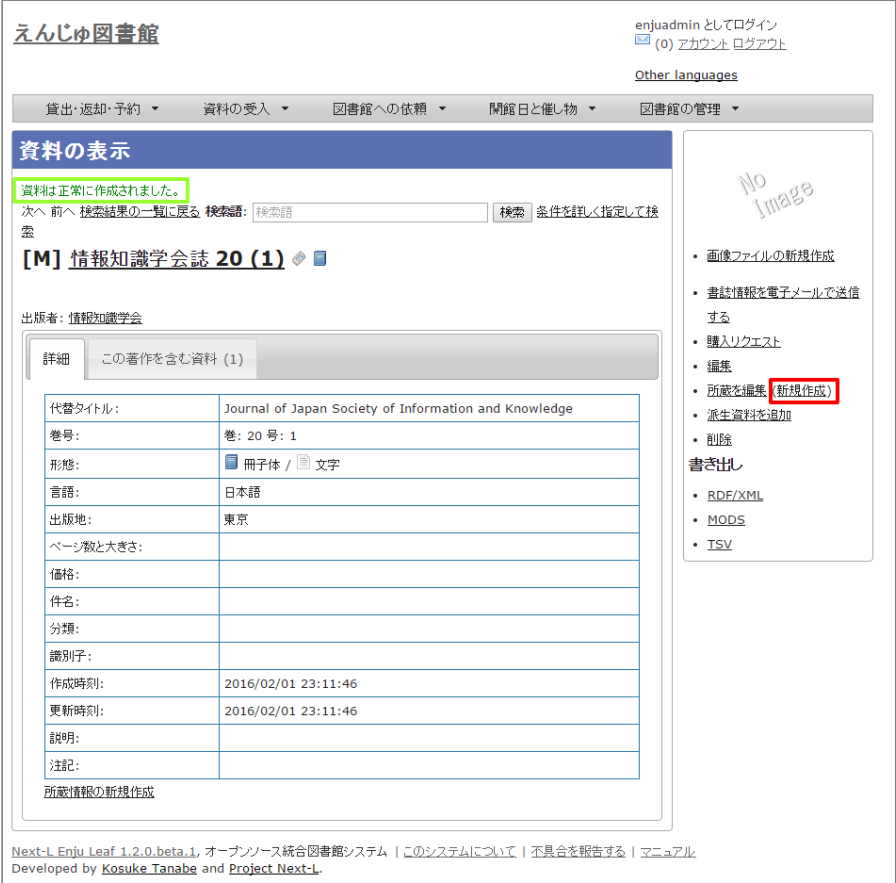 えんじゅ図書館
enjuadmin としてログイン
(0) アカウント ログアウト
Other languages
貸出・返却・予約 ▼ 資料の受入 ▼ 図書館への依頼 ▼ 開館日と催し物 ▼ 図書館の管理 ▼
資料の表示
資料は正常に作成されました。
次へ 前へ 検索結果の一覧に戻る 検索語: 検索語 検索 条件を詳しく指定して検
索
[M] 情報知識学会誌 20 (1)
出版者: 情報知識学会
詳細 この著作を含む資料 (1)
代替タイトル: Journal of Japan Society of Information and Knowledge
巻号: 巻: 20 号: 1
形態: 冊子体 / 文字
言語: 日本語
出版地: 東京
ページ数と大きさ:
価格:
件名:
分類:
識別子:
作成時刻: 2016/02/01 23:11:46
更新時刻: 2016/02/01 23:11:46
説明:
注記:
所蔵情報の新規作成
No
Image
• 画像ファイルの新規作成
• 書誌情報を電子メールで送信
する
• 購入リクエスト
• 編集
• 所蔵を編集 (新規作成)
• 派生資料を追加
• 削除
書き出し
• RDF/XML
• MODS
• TSV
Next-L Enju Leaf 1.2.0.beta.1, オープンソース統合図書館システム | このシステムについて | 不具合を報告する | マニュアル
Developed by Kosuke Tanabe and Project Next-L.